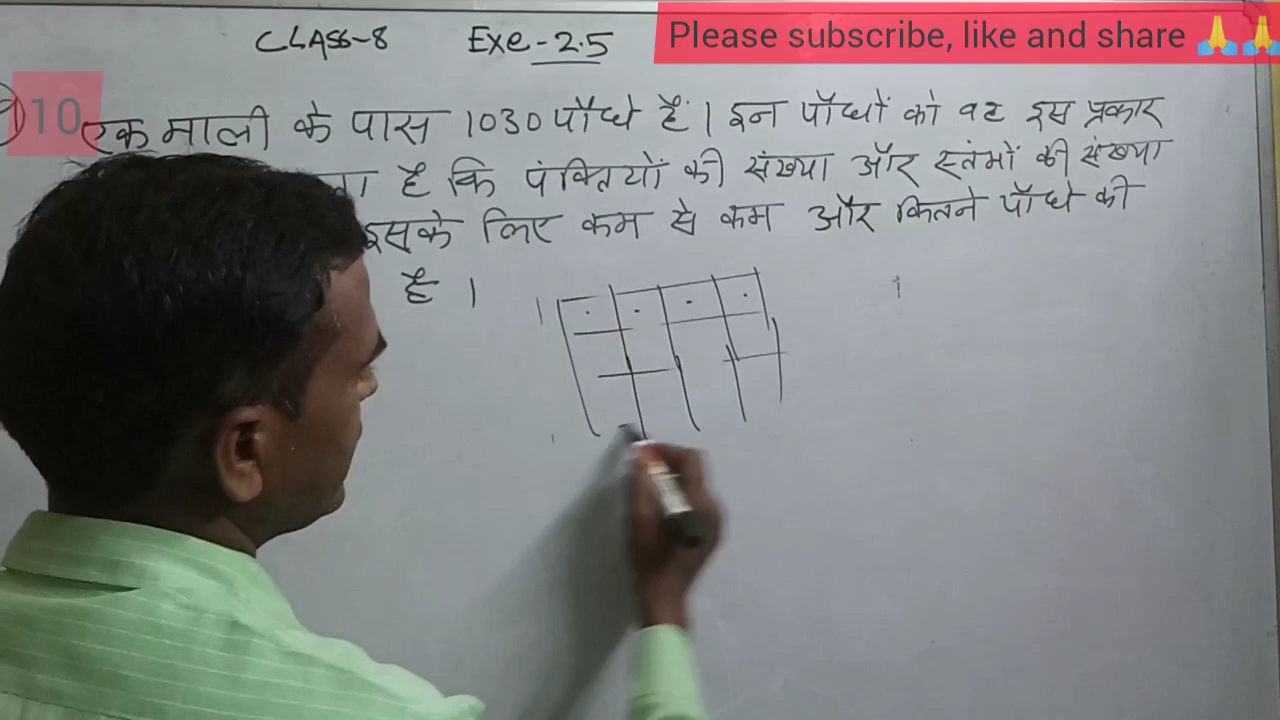 CLASS-8 Exe-2.5
Please subscribe, like and share 🙏🙏
10 एक माली के पास 1030 पौधे हैं। इन पौधों को वह इस प्रकार
है कि पंक्तियों की संख्या और स्तंभों की संख्या
इसके लिए कम से कम और कितने पौधे की
है।